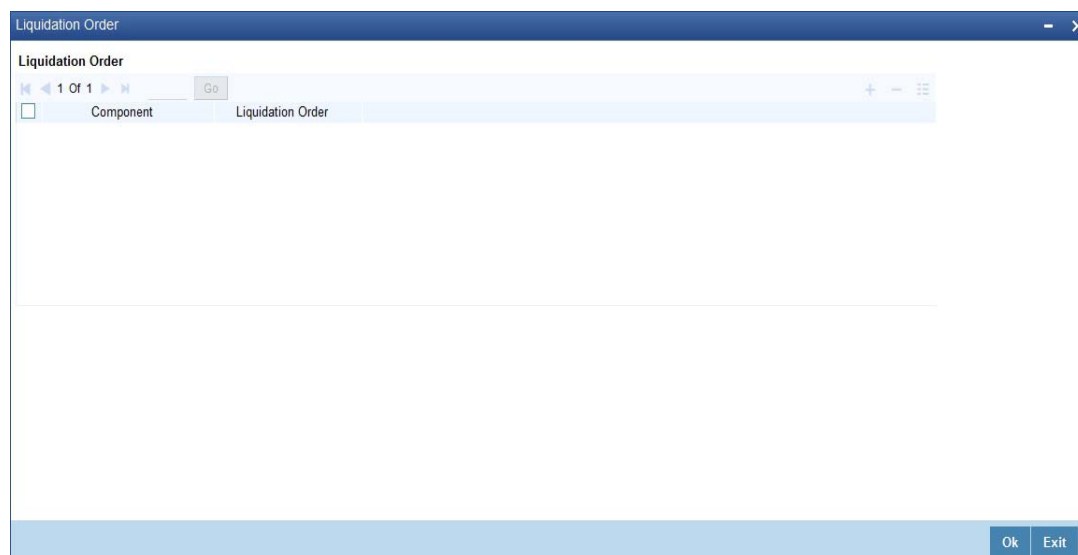 Liquidation Order
Liquidation Order
1 Of 1 Go
Component Liquidation Order
Ok Exit